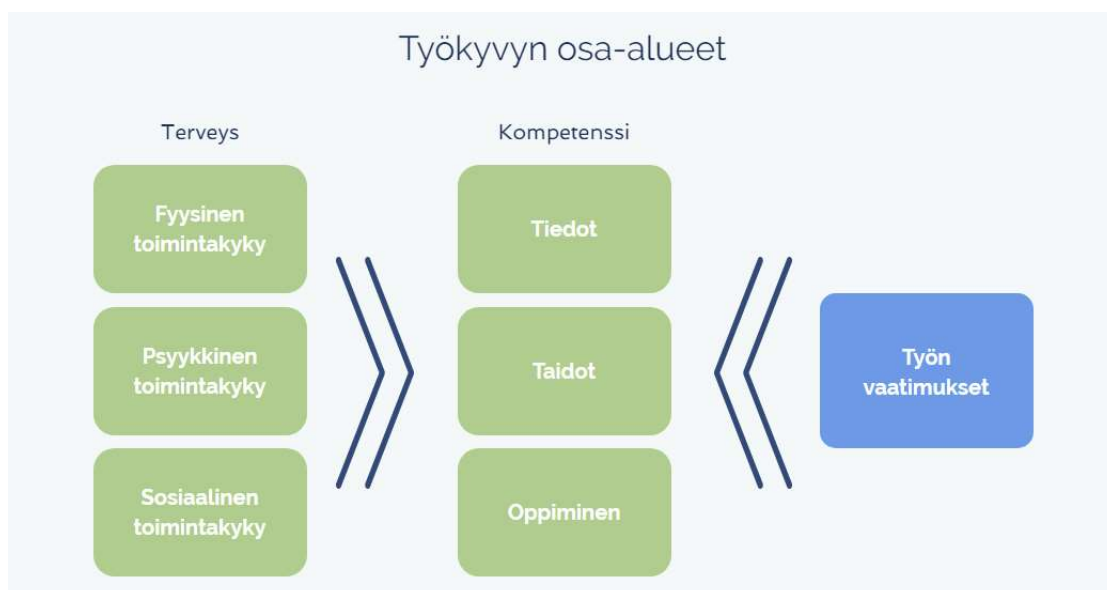 Työkyvyn osa-alueet
Terveys
Fyysinen
toimintakyky
Psyykkinen
toimintakyky
Sosiaalinen
toimintakyky
Kompetenssi
Tiedot
Taidot
Oppiminen
Työn
vaatimukset